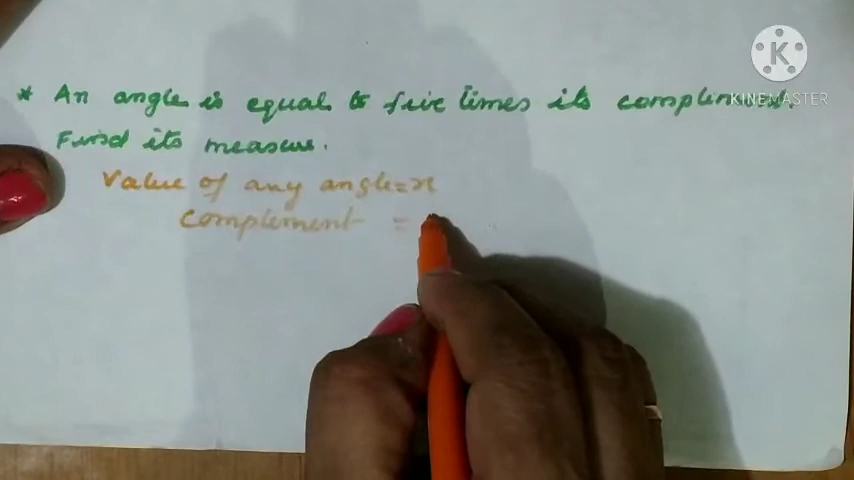 * An angle is equal to five times its complement.
Find its measure.
Value of any angle = x
Complement =
K
KINEMASTER